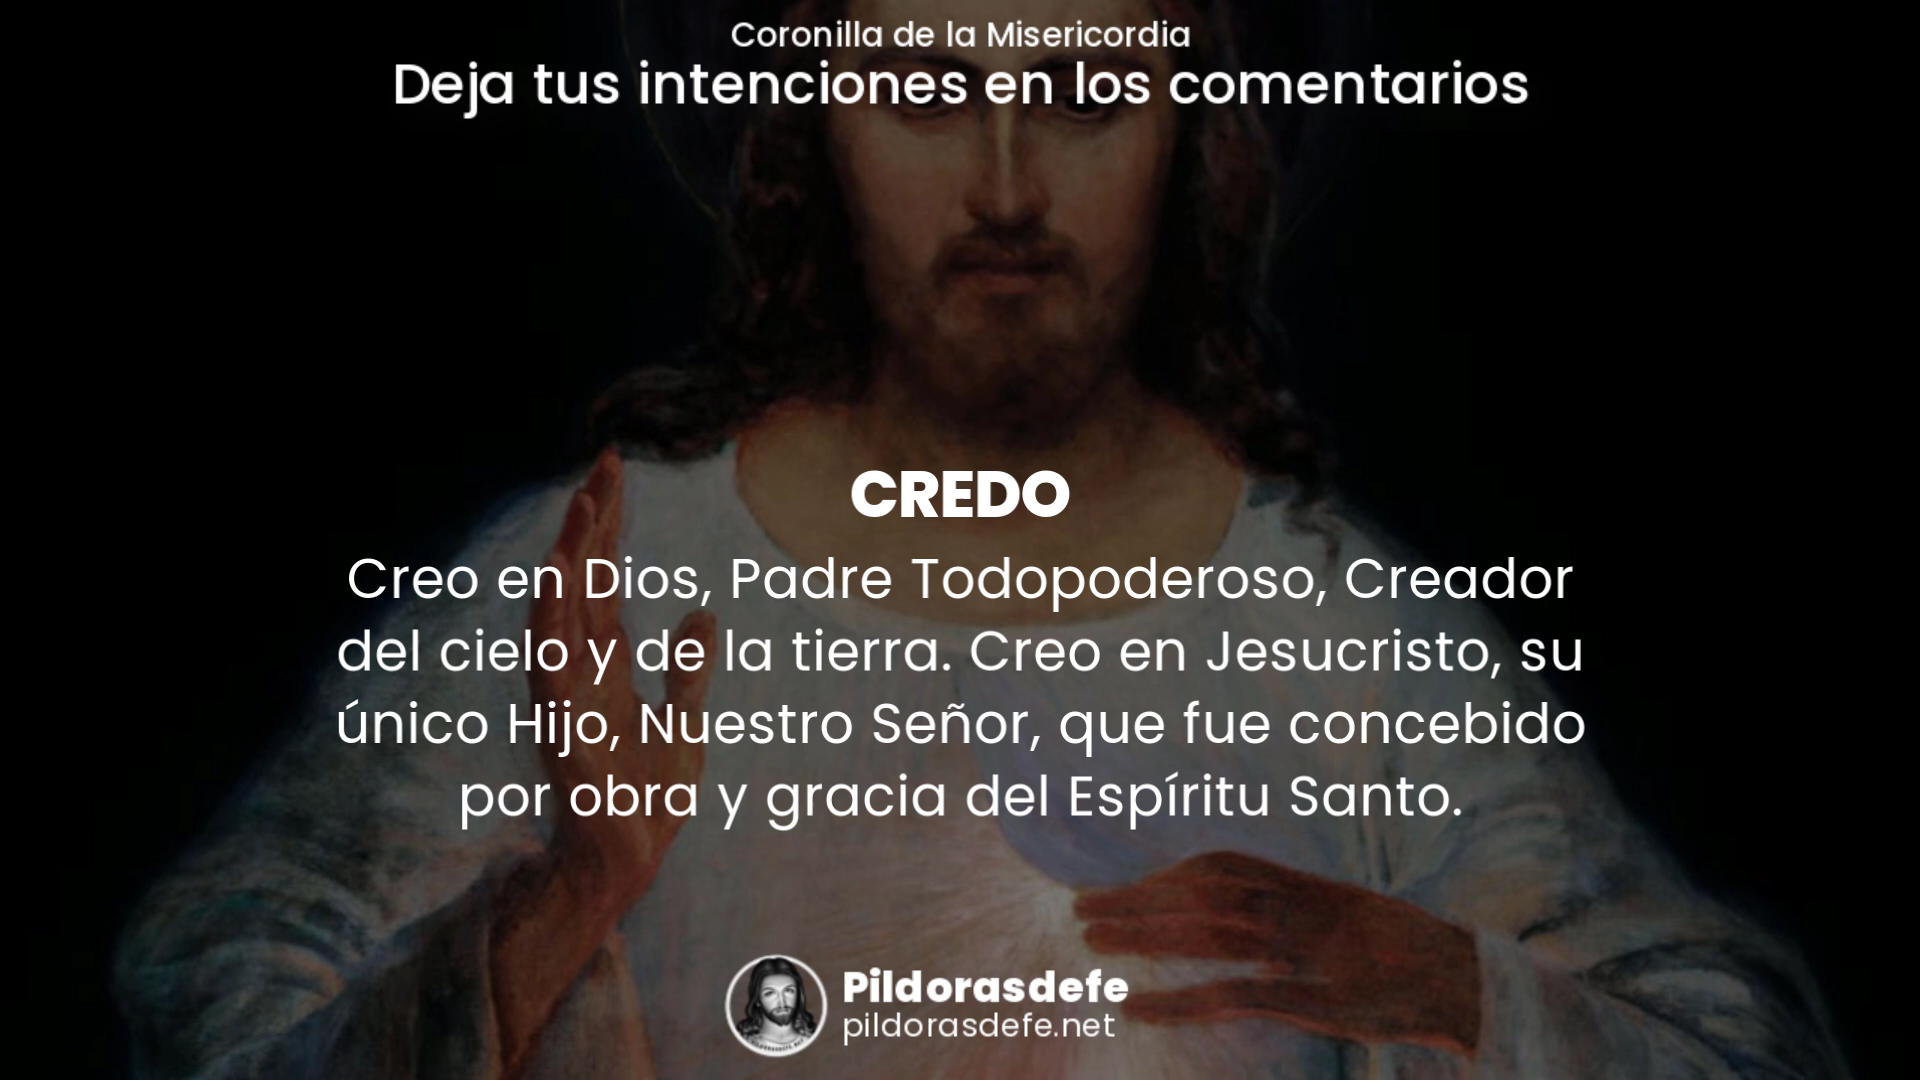 Coronilla de la Misericordia
Deja tus intenciones en los comentarios
CREDO
Creo en Dios, Padre Todopoderoso, Creador
del cielo y de la tierra. Creo en Jesucristo, su
único Hijo, Nuestro Señor, que fue concebido
por obra y gracia del Espíritu Santo.
Pildorasdefe
pildorasdefe.net